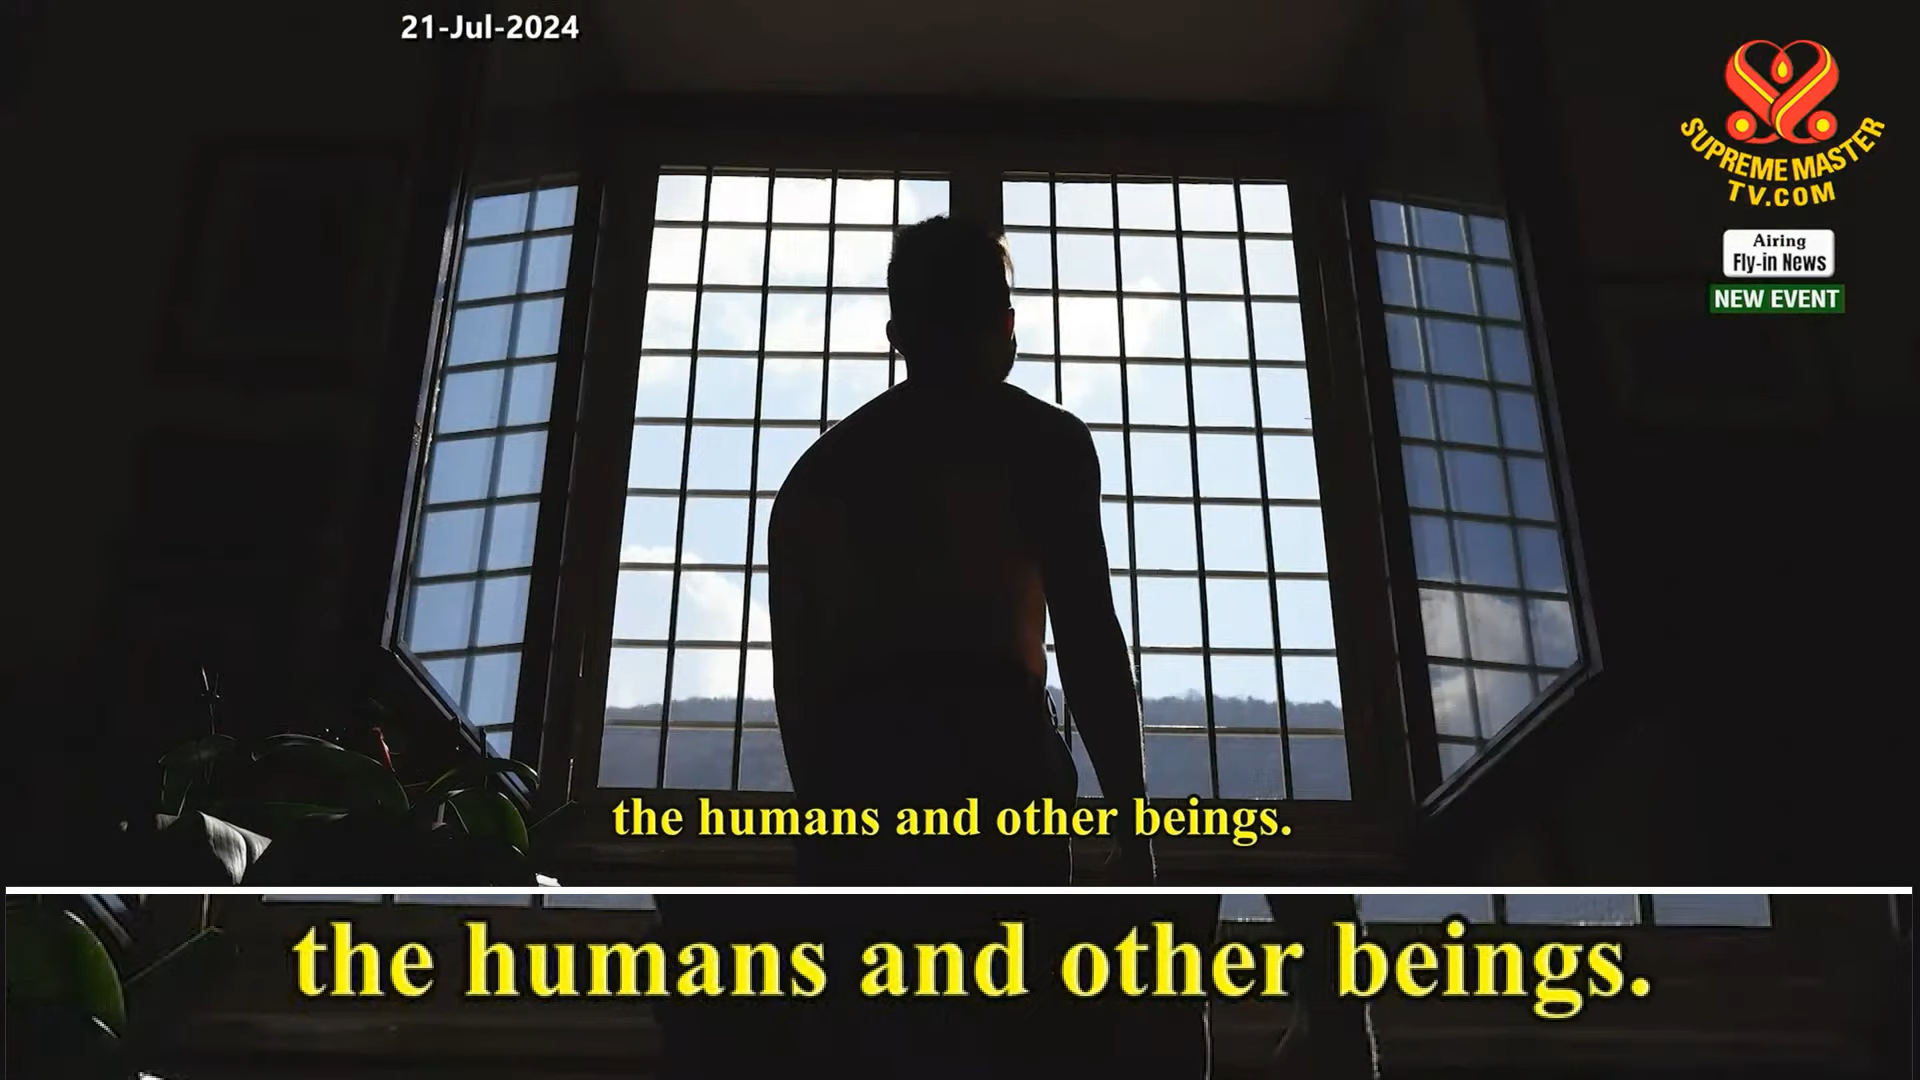 21-Jul-2024
SUPREME MASTER
TV.COM
Airing
Fly-in News
NEW EVENT
the humans and other beings.
the humans and other beings.